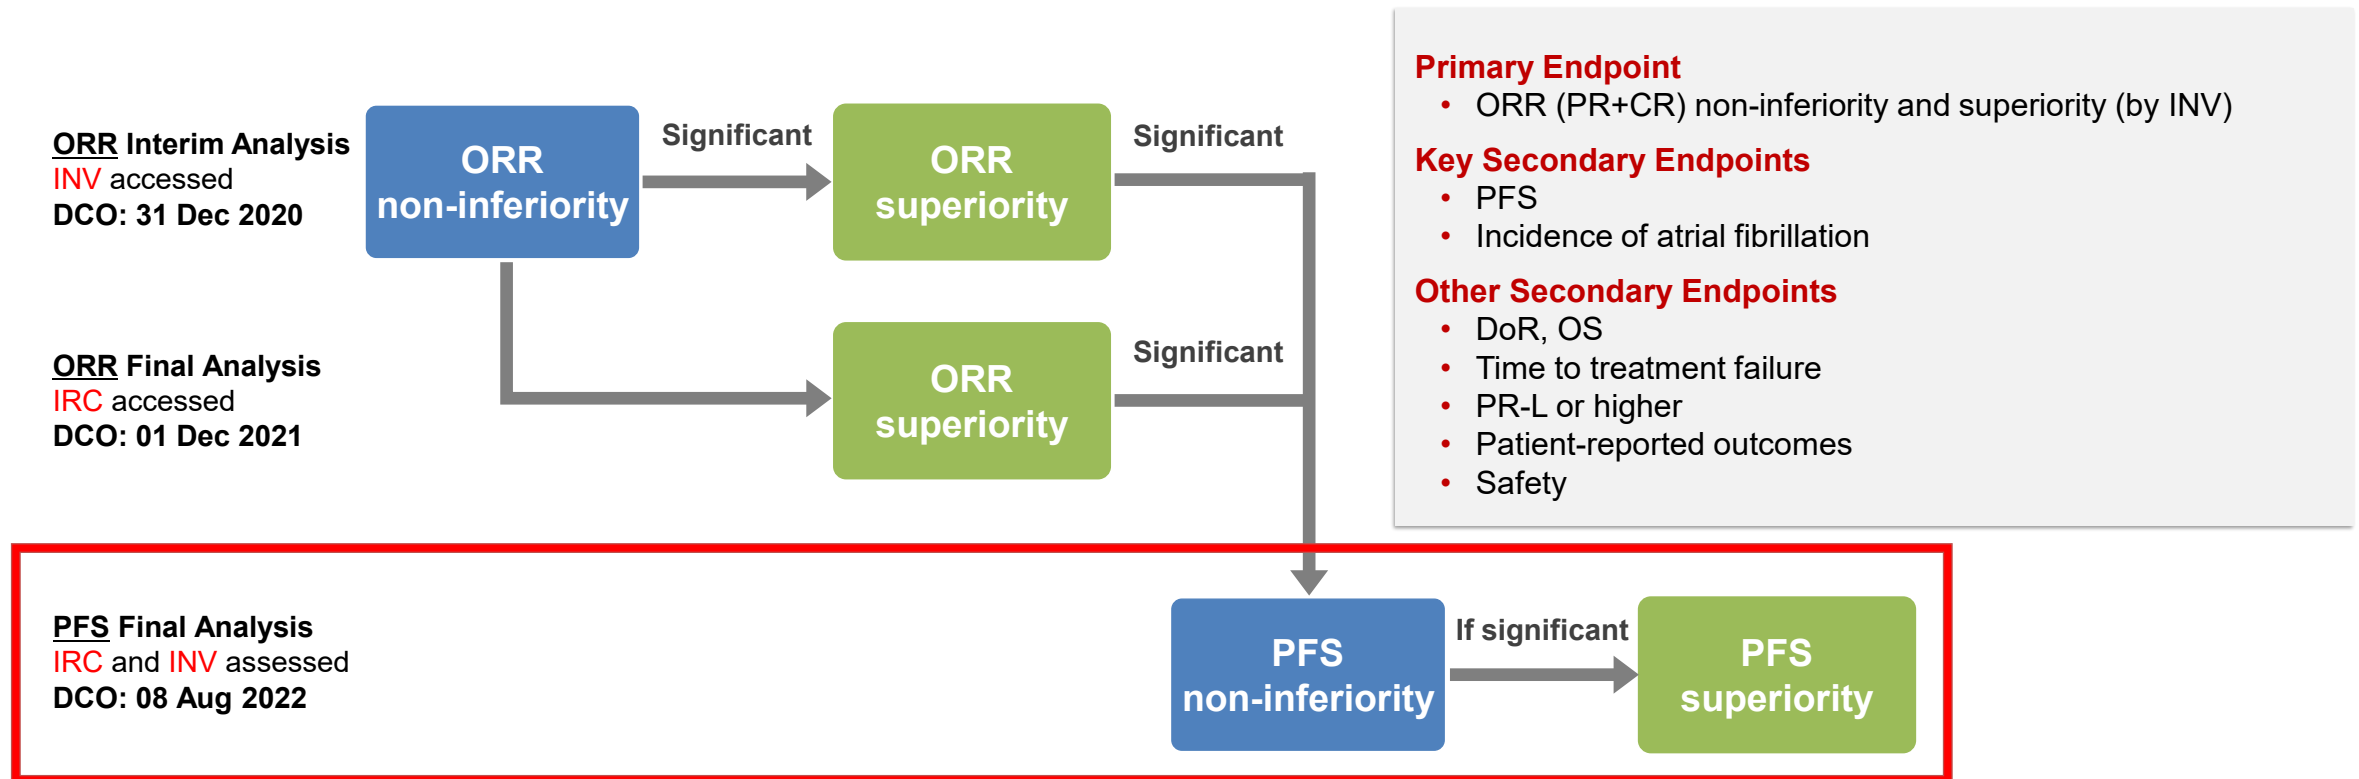 ORR Interim Analysis
INV accessed
DCO: 31 Dec 2020
ORR
non-inferiority
Significant
ORR
superiority
Significant
ORR Final Analysis
IRC accessed
DCO: 01 Dec 2021
ORR
superiority
Significant
PFS Final Analysis
IRC and INV assessed
DCO: 08 Aug 2022
PFS
non-inferiority
If significant
PFS
superiority
Primary Endpoint
• ORR (PR+CR) non-inferiority and superiority (by INV)
Key Secondary Endpoints
• PFS
• Incidence of atrial fibrillation
Other Secondary Endpoints
• DoR, OS
• Time to treatment failure
• PR-L or higher
• Patient-reported outcomes
• Safety